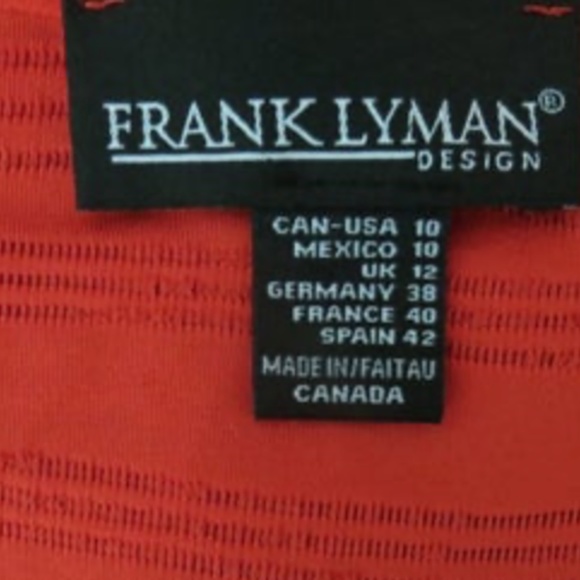 FRANK LYMAN®
DESIGN
CAN-USA 10
MEXICO 10
UK 12
GERMANY 38
FRANCE 40
SPAIN 42
MADE IN/FAIT AU
CANADA